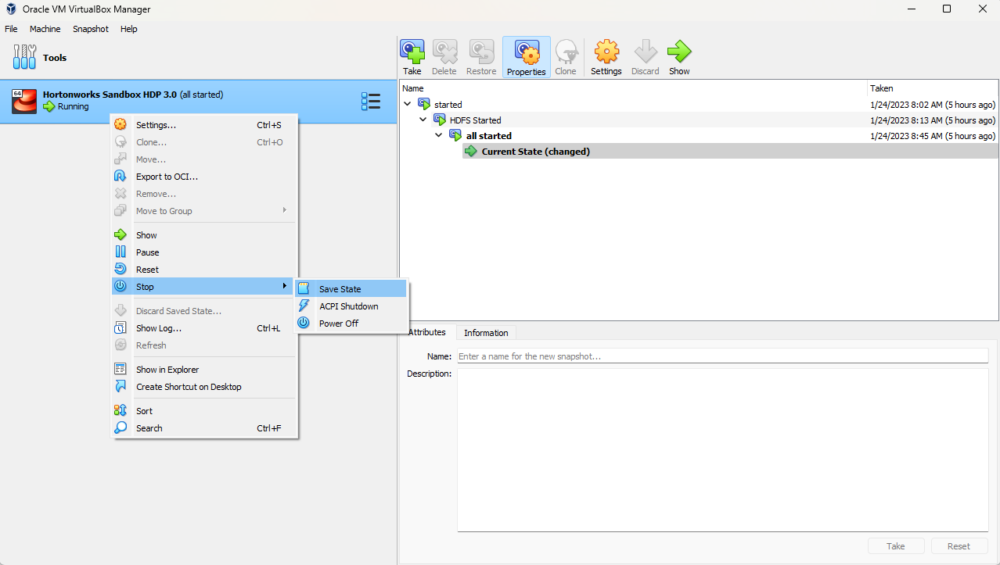 Oracle VM VirtualBox Manager
File Machine Snapshot Help
Tools
64
Hortonworks Sandbox HDP 3.0 (all started)
Running
Settings... Ctrl+S
Clone... Ctrl+O
Move...
Export to OCI...
Remove...
Move to Group
Show
Pause
Reset
Stop
Discard Saved State...
Show Log... Ctrl+L
Refresh
Show in Explorer
Create Shortcut on Desktop
Sort
Search Ctrl+F
Save State
ACPI Shutdown
Power Off
Take Delete Restore Properties Clone Settings Discard Show
Name Taken
started 1/24/2023 8:02 AM (5 hours ago)
HDFS Started 1/24/2023 8:13 AM (5 hours ago)
all started 1/24/2023 8:45 AM (5 hours ago)
Current State (changed)
Attributes Information
Name: Enter a name for the new snapshot...
Description:
Take Reset